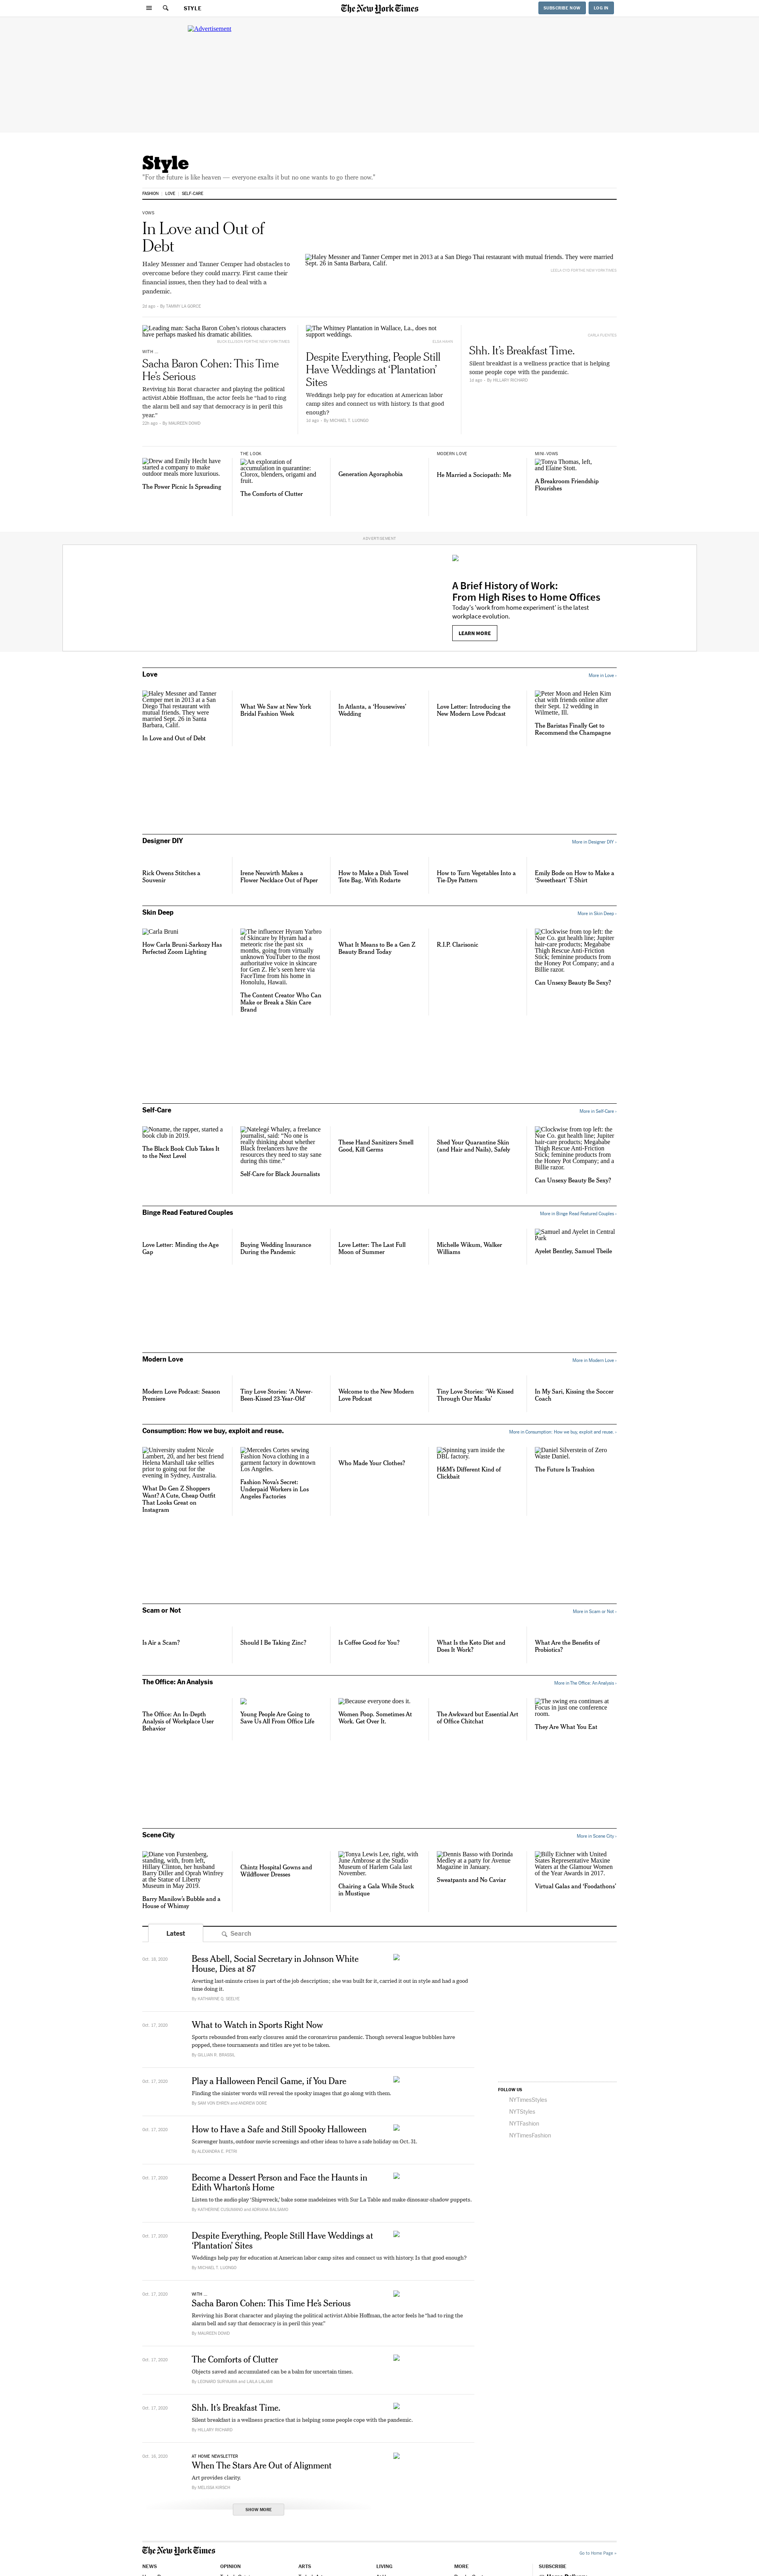 STYLE
The New York Times
SUBSCRIBE NOW
LOG IN
Advertisement
Style
"For the future is like heaven — everyone exalts it but no one wants to go there now."
FASHION
LOVE
SELF-CARE
VOWS
In Love and Out of
Debt
Haley Messner and Tanner Cemper had obstacles to
overcome before they could marry. First came their
financial issues, then they had to deal with a
pandemic.
2d ago · By TAMMY LA GORCE
Haley Messner and Tanner Cemper met in 2013 at a San Diego Thai restaurant with mutual friends. They were married
Sept. 26 in Santa Barbara, Calif.
Leading man: Sacha Baron Cohen's riotous characters
have perhaps masked his dramatic abilities.
WITH ...
Sacha Baron Cohen: This Time
He's Serious
Reviving his Borat character and playing the political
activist Abbie Hoffman, the actor feels he "had to ring
the alarm bell and say that democracy is in peril this
year."
22h ago · By MAUREEN DOWD
The Whitney Plantation in Wallace, La., does not
support weddings.
Despite Everything, People Still
Have Weddings at 'Plantation'
Sites
Weddings help pay for education at American labor
camp sites and connect us with history. Is that good
enough?
1d ago · By MICHAEL T. LUONGO
CARLA FUENTES
Shh. It's Breakfast Time.
Silent breakfast is a wellness practice that is helping
some people cope with the pandemic.
1d ago · By HILLARY RICHARD
Drew and Emily Hecht have
started a company to make
outdoor meals more luxurious.
The Power Picnic Is Spreading
THE LOOK
An exploration of
accumulation in quarantine:
Clorox, blenders, origami and
fruit.
The Comforts of Clutter
Generation Agoraphobia
MODERN LOVE
He Married a Sociopath: Me
MINI-VOWS
Tonya Thomas, left,
and Elaine Stott.
A Breakroom Friendship
Flourishes
ADVERTISEMENT
A Brief History of Work:
From High Rises to Home Offices
Today's 'work from home experiment' is the latest
workplace evolution.
LEARN MORE
Love
More in Love ›
Haley Messner and Tanner
Cemper met in 2013 at a San
Diego Thai restaurant with
mutual friends. They were
married Sept. 26 in Santa
Barbara, Calif.
In Love and Out of Debt
What We Saw at New York
Bridal Fashion Week
In Atlanta, a 'Housewives'
Wedding
Love Letter: Introducing the
New Modern Love Podcast
Peter Moon and Helen Kim
chat with friends online after
their Sept. 12 wedding in
Wilmette, Ill.
The Baristas Finally Get to
Recommend the Champagne
Designer DIY
More in Designer DIY ›
Rick Owens Stitches a
Souvenir
Irene Neuwirth Makes a
Flower Necklace Out of Paper
How to Make a Dish Towel
Tote Bag, With Rodarte
How to Turn Vegetables Into a
Tie-Dye Pattern
Emily Bode on How to Make a
'Sweetheart' T-Shirt
Skin Deep
More in Skin Deep ›
Carla Bruni
How Carla Bruni-Sarkozy Has
Perfected Zoom Lighting
The influencer Hyram Yarbro
of Skincare by Hyram had a
meteoric rise the past six
months, going from virtually
unknown YouTuber to the most
authoritative voice in skincare
for Gen Z. He's seen here via
FaceTime from his home in
Honolulu, Hawaii.
The Content Creator Who Can
Make or Break a Skin Care
Brand
What It Means to Be a Gen Z
Beauty Brand Today
R.I.P. Clarisonic
Clockwise from top left: the
Nue Co. gut health line; Jupiter
hair-care products; Megababe
Thigh Rescue Anti-Friction
Stick; feminine products from
the Honey Pot Company; and a
Billie razor.
Can Unsexy Beauty Be Sexy?
Self-Care
More in Self-Care ›
Noname, the rapper, started a
book club in 2019.
The Black Book Club Takes It
to the Next Level
Natelegé Whaley, a freelance
journalist, said: "No one is
really thinking about whether
Black freelancers have the
resources they need to stay sane
during this time."
Self-Care for Black Journalists
These Hand Sanitizers Smell
Good, Kill Germs
Shed Your Quarantine Skin
(and Hair and Nails), Safely
Clockwise from top left: the
Nue Co. gut health line; Jupiter
hair-care products; Megababe
Thigh Rescue Anti-Friction
Stick; feminine products from
the Honey Pot Company; and a
Billie razor.
Can Unsexy Beauty Be Sexy?
Binge Read Featured Couples
More in Binge Read Featured Couples ›
Love Letter: Minding the Age
Gap
Buying Wedding Insurance
During the Pandemic
Love Letter: The Last Full
Moon of Summer
Michelle Wikum, Walker
Williams
Samuel and Ayelet in Central
Park
Ayelet Bentley, Samuel Tbeile
Modern Love
More in Modern Love ›
Modern Love Podcast: Season
Premiere
Tiny Love Stories: 'A Never-
Been-Kissed 23-Year-Old'
Welcome to the New Modern
Love Podcast
Tiny Love Stories: 'We Kissed
Through Our Masks'
In My Sari, Kissing the Soccer
Coach
Consumption: How we buy, exploit and reuse.
More in Consumption: How we buy, exploit and reuse. ›
University student Nicole
Lambert, 20, and her best friend
Helena Marshall take selfies
prior to going out for the
evening in Sydney, Australia.
What Do Gen Z Shoppers
Want? A Cute, Cheap Outfit
That Looks Great on
Instagram
Mercedes Cortes sewing
Fashion Nova clothing in a
garment factory in downtown
Los Angeles.
Fashion Nova's Secret:
Underpaid Workers in Los
Angeles Factories
Who Made Your Clothes?
Spinning yarn inside the
DBL factory.
H&M's Different Kind of
Clickbait
Daniel Silverstein of Zero
Waste Daniel.
The Future Is Trashion
Scam or Not
More in Scam or Not ›
Is Air a Scam?
Should I Be Taking Zinc?
Is Coffee Good for You?
What Is the Keto Diet and
Does It Work?
What Are the Benefits of
Probiotics?
The Office: An Analysis
More in The Office: An Analysis ›
The Office: An In-Depth
Analysis of Workplace User
Behavior
Young People Are Going to
Save Us All From Office Life
Because everyone does it.
Women Poop. Sometimes At
Work. Get Over It.
The Awkward but Essential Art
of Office Chitchat
The swing era continues at
Focus in just one conference
room.
They Are What You Eat
Scene City
More in Scene City ›
Diane von Furstenberg,
standing, with, from left,
Hillary Clinton, her husband
Barry Diller and Oprah Winfrey
at the Statue of Liberty
Museum in May 2019.
Barry Manilow's Bubble and a
House of Whimsy
Chintz Hospital Gowns and
Wildflower Dresses
Tonya Lewis Lee, right, with
June Ambrose at the Studio
Museum of Harlem Gala last
November.
Chairing a Gala While Stuck
in Mustique
Dennis Basso with Dorinda
Medley at a party for Avenue
Magazine in January.
Sweatpants and No Caviar
Billy Eichner with United
States Representative Maxine
Waters at the Glamour Women
of the Year Awards in 2017.
Virtual Galas and 'Foodathons'
Latest
Search
Oct. 18, 2020
Bess Abell, Social Secretary in Johnson White
House, Dies at 87
Averting last-minute crises is part of the job description; she was built for it, carried it out in style and had a good
time doing it.
By KATHARINE Q. SEELYE
Oct. 17, 2020
What to Watch in Sports Right Now
Sports rebounded from early closures amid the coronavirus pandemic. Though several league bubbles have
popped, these tournaments and titles are yet to be taken.
By GILLIAN R. BRASSIL
Oct. 17, 2020
Play a Halloween Pencil Game, if You Dare
Finding the sinister words will reveal the spooky images that go along with them.
By SAM VON EHREN and ANDREW DORE
Oct. 17, 2020
How to Have a Safe and Still Spooky Halloween
Scavenger hunts, outdoor movie screenings and other ideas to have a safe holiday on Oct. 31.
By ALEXANDRA E. PETRI
Oct. 17, 2020
Become a Dessert Person and Face the Haunts in
Edith Wharton's Home
Listen to the audio play 'Shipwreck,' bake some madeleines with Sur La Table and make dinosaur-shadow puppets.
By KATHERINE CUSUMANO and ADRIANA BALSAMO
Oct. 17, 2020
Despite Everything, People Still Have Weddings at
'Plantation' Sites
Weddings help pay for education at American labor camp sites and connect us with history. Is that good enough?
By MICHAEL T. LUONGO
Oct. 17, 2020
WITH ...
Sacha Baron Cohen: This Time He's Serious
Reviving his Borat character and playing the political activist Abbie Hoffman, the actor feels he "had to ring the
alarm bell and say that democracy is in peril this year."
By MAUREEN DOWD
Oct. 17, 2020
The Comforts of Clutter
Objects saved and accumulated can be a balm for uncertain times.
Oct. 17, 2020
Shh. It's Breakfast Time.
Silent breakfast is a wellness practice that is helping some people cope with the pandemic.
By HILLARY RICHARD
Oct. 16, 2020
AT HOME NEWSLETTER
When The Stars Are Out of Alignment
Art provides clarity.
By MELISSA KIRSCH
SHOW MORE
FOLLOW US
NYTimesStyles
NYTStyles
NYTFashion
NYTimesFashion
The New York Times
Go to Home Page »
NEWS
OPINION
ARTS
LIVING
MORE
SUBSCRIBE